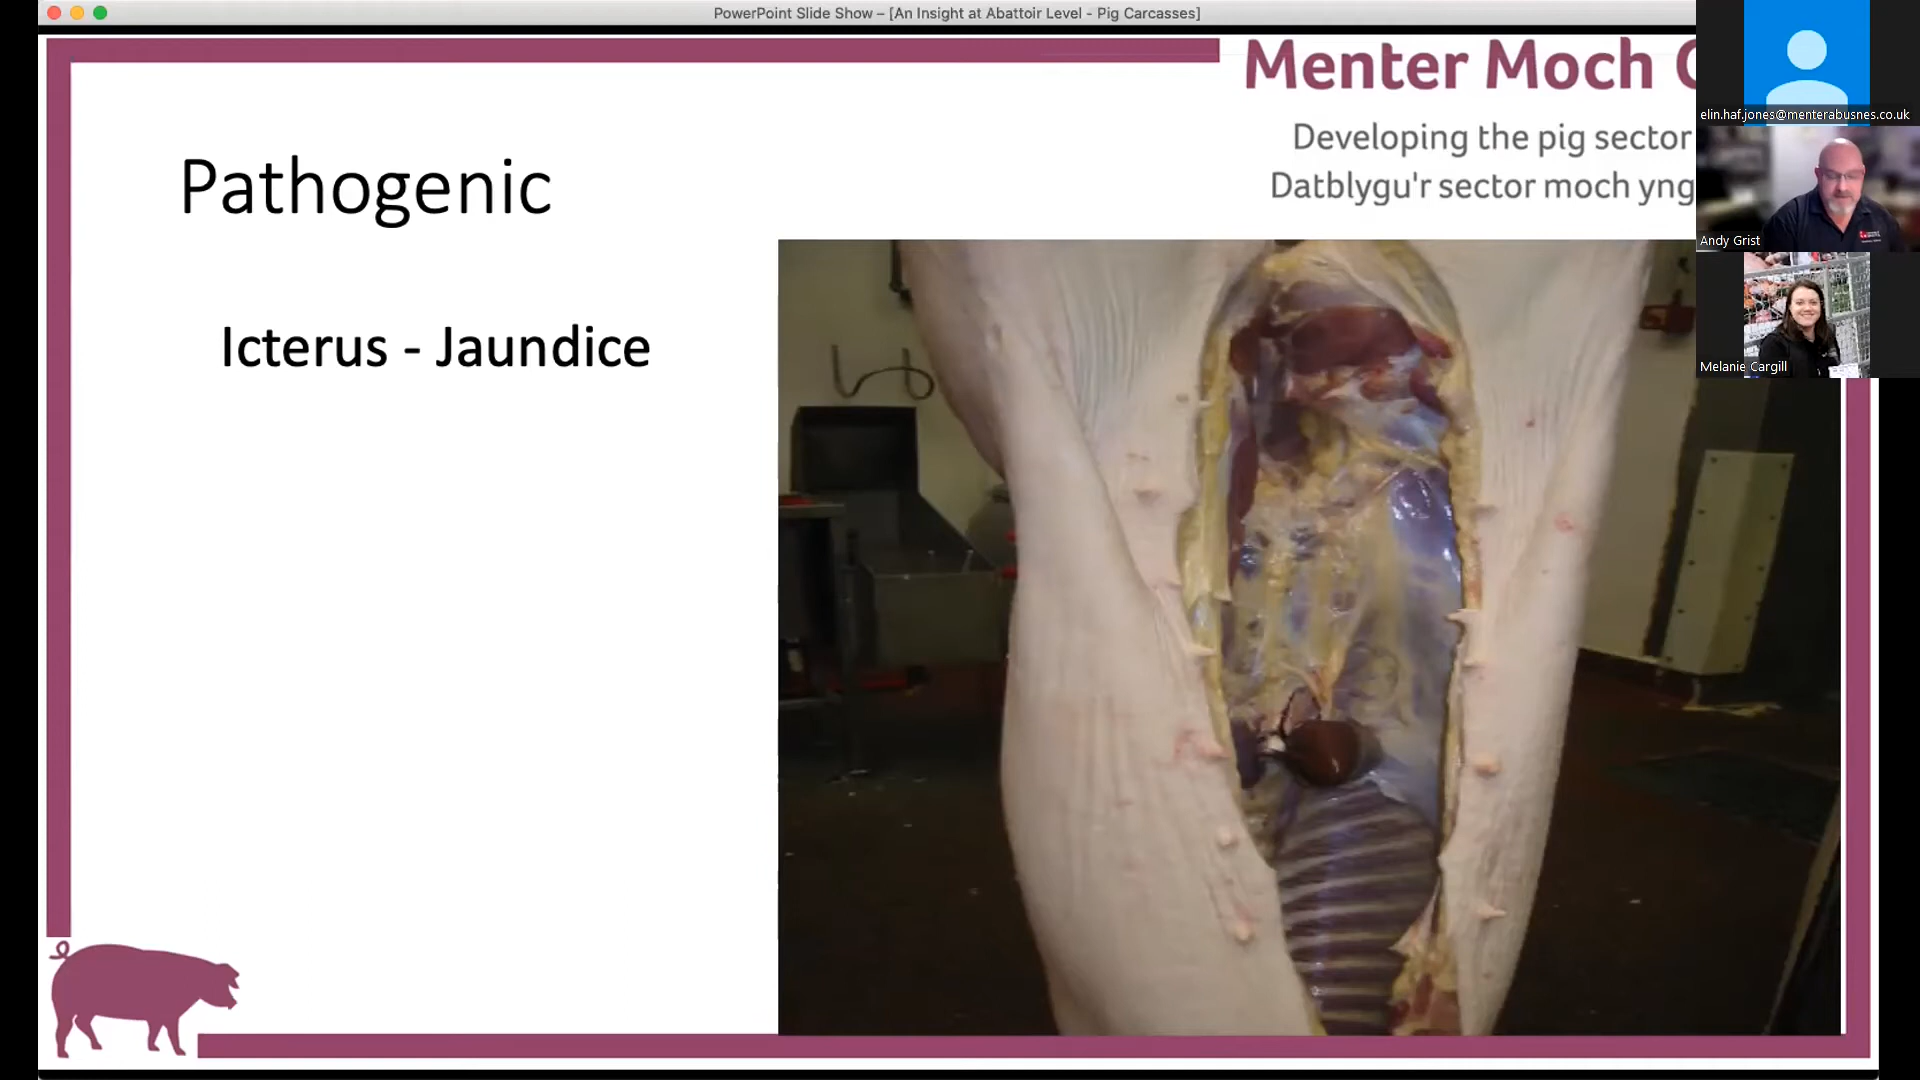 PowerPoint Slide Show – [An Insight at Abattoir Level - Pig Carcasses]
Menter Moch
Developing the pig sector
Datblygu'r sector moch yng
elin.haf.jones@menterabusnes.co.uk
Andy Grist
Melanie Cargill
Pathogenic
Icterus - Jaundice